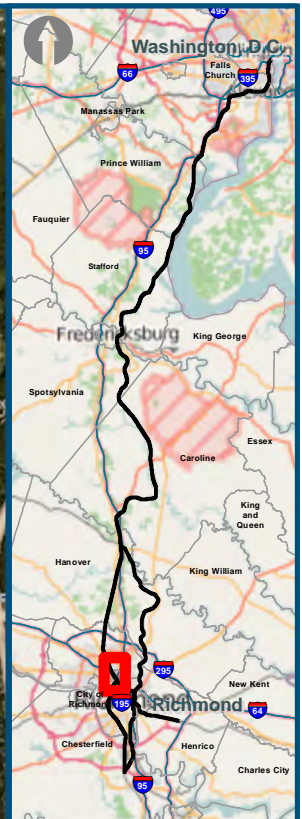 495
Washington, D.C.
Falls
Church
66
395
Manassas Park
Prince William
Fauquier
95
Stafford
Fredericksburg
King George
Spotsylvania
Essex
Caroline
King
and
Queen
Hanover
King William
295
City of
Richmond
195
Richmond
New Kent
64
Chesterfield
Henrico
Charles City
95